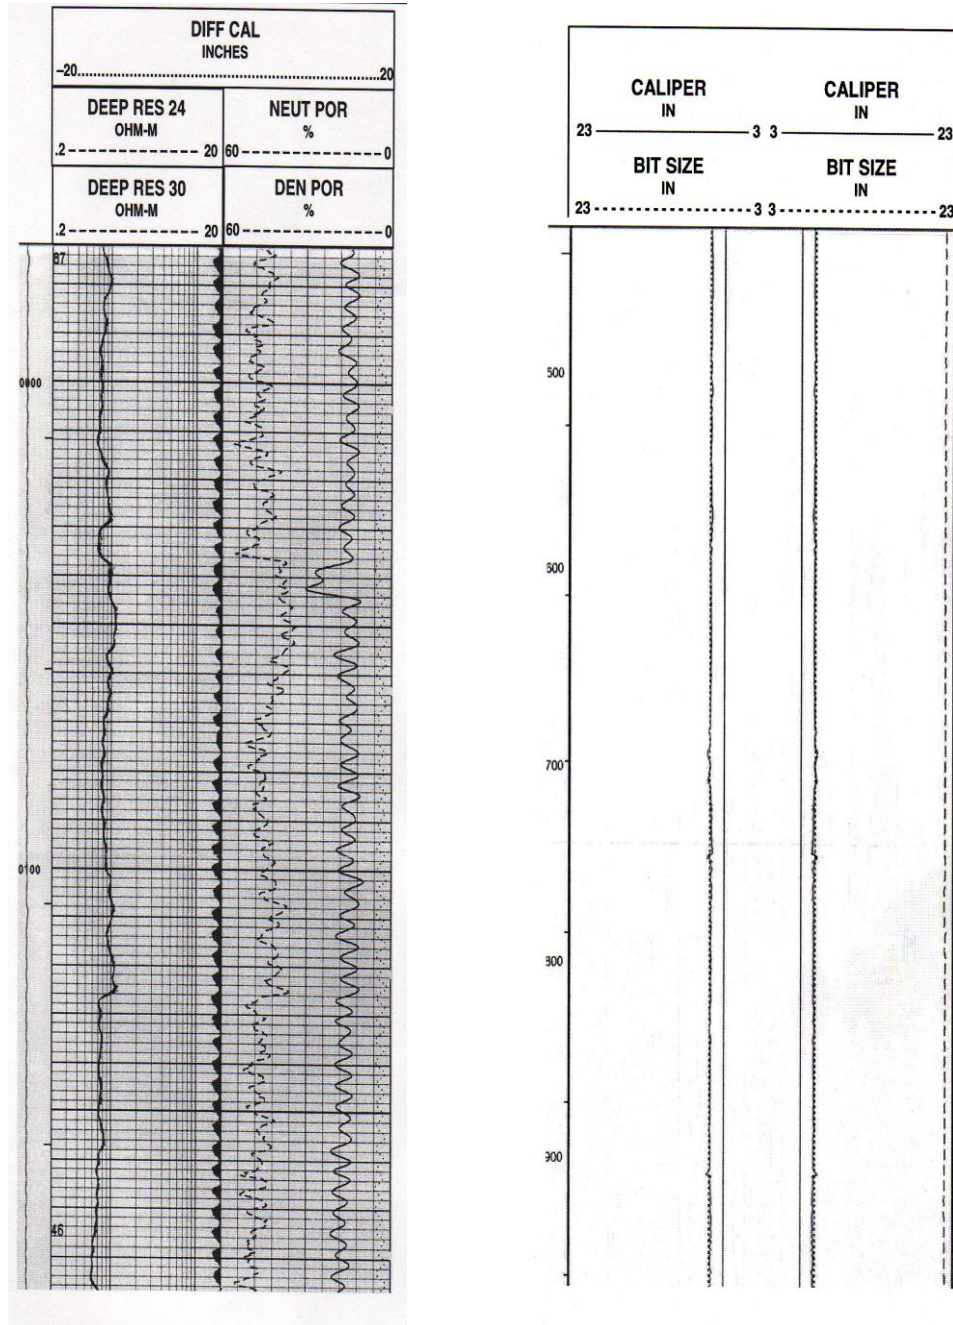 DIFF CAL
INCHES
–20 20
DEEP RES 24
OHM-M
.2 20
NEUT POR
%
60 0
DEEP RES 30
OHM-M
.2 20
DEN POR
%
60 0
87
0000
0100
46
CALIPER
IN
23 3
CALIPER
IN
3 23
BIT SIZE
IN
23 3
BIT SIZE
IN
3 23
500
600
700
800
900